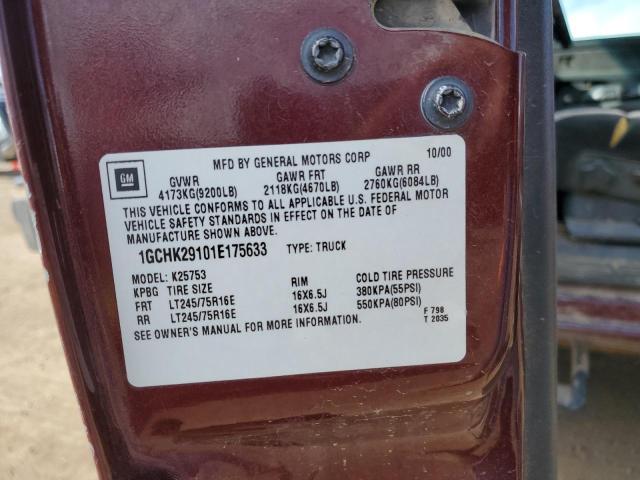 MFD BY GENERAL MOTORS CORP 10/00
GM
GVWR GAWR FRT GAWR RR
4173KG(9200LB) 2118KG(4670LB) 2760KG(6084LB)
THIS VEHICLE CONFORMS TO ALL APPLICABLE U.S. FEDERAL MOTOR
VEHICLE SAFETY STANDARDS IN EFFECT ON THE DATE OF
MANUFACTURE SHOWN ABOVE.
1GCHK29101E175633 TYPE: TRUCK
MODEL: K25753
KPBG TIRE SIZE RIM COLD TIRE PRESSURE
FRT LT245/75R16E 16X6.5J 380KPA(55PSI)
RR LT245/75R16E 16X6.5J 550KPA(80PSI)
SEE OWNER'S MANUAL FOR MORE INFORMATION.
F 798
T 2035